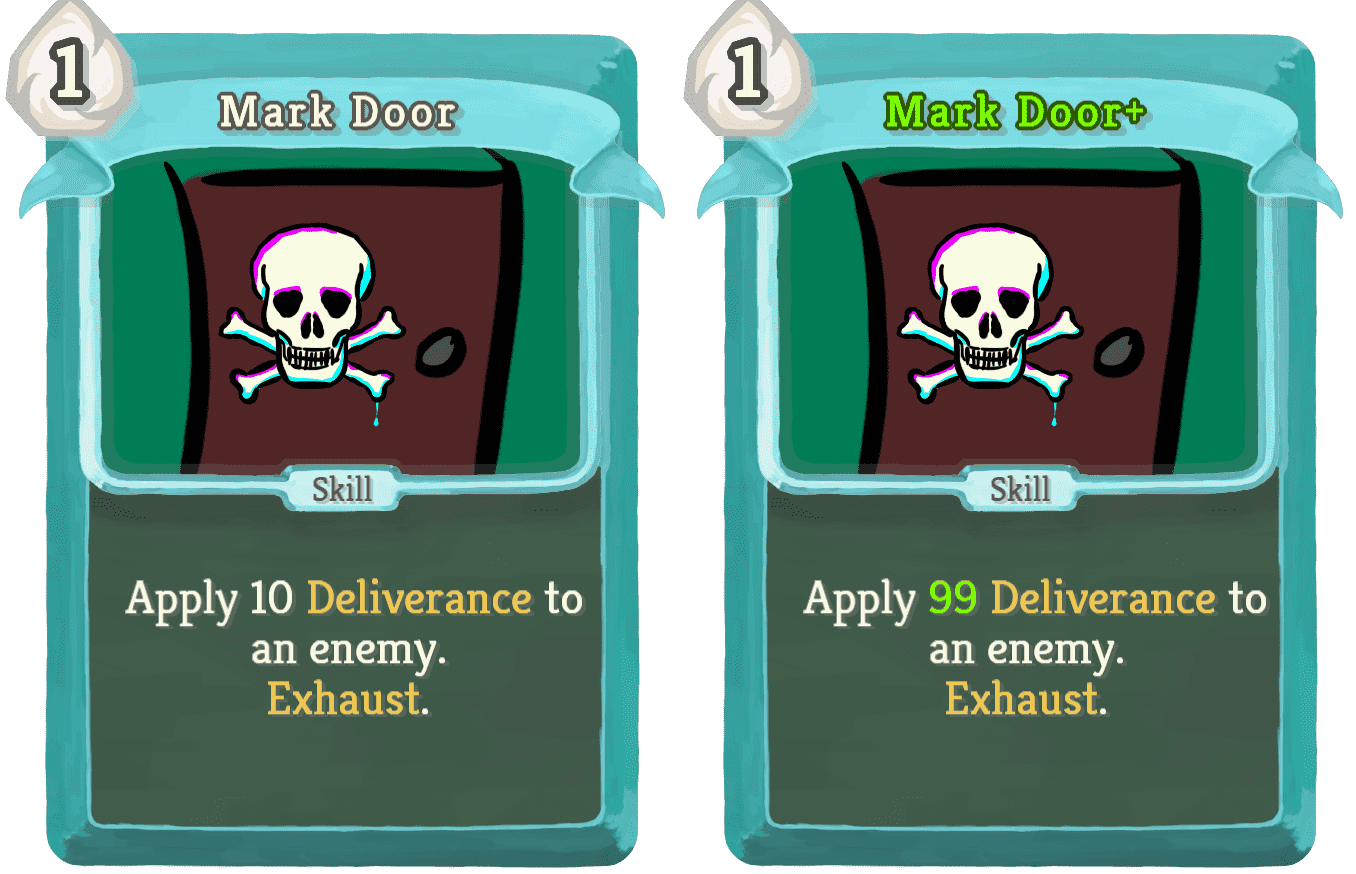 1
Mark Door
Skill
Apply 10 Deliverance to
an enemy.
Exhaust.
1
Mark Door+
Skill
Apply 99 Deliverance to
an enemy.
Exhaust.